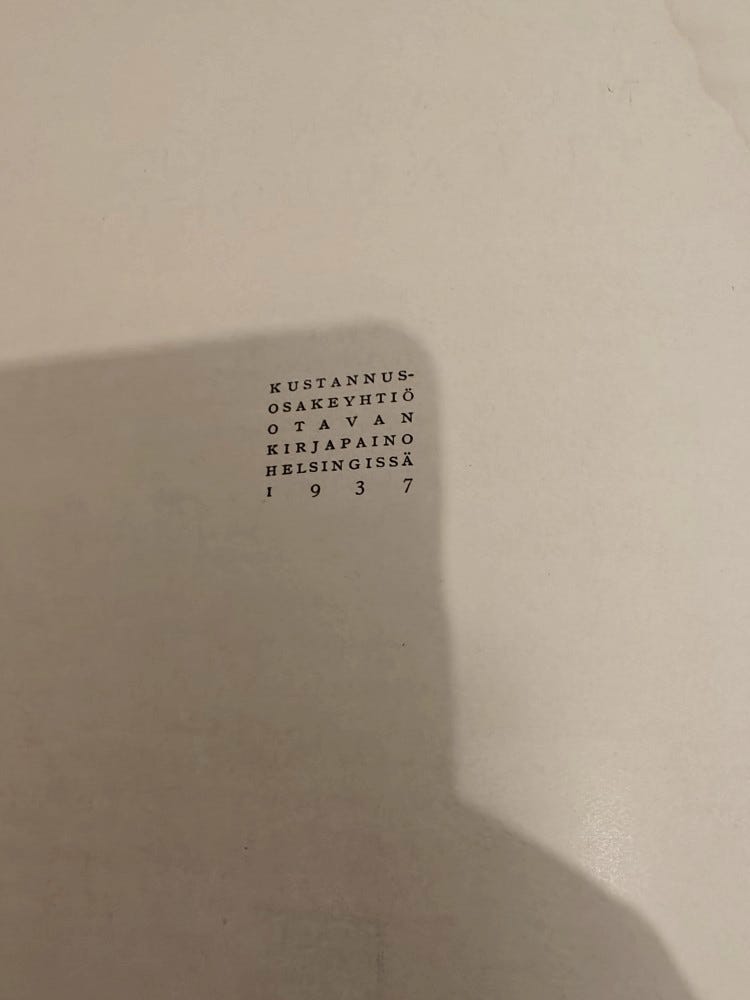 KUSTANNUS-
OSAKEYHTIÖ
OTAVAN
KIRJAPAINO
HELSINGISSÄ
1937